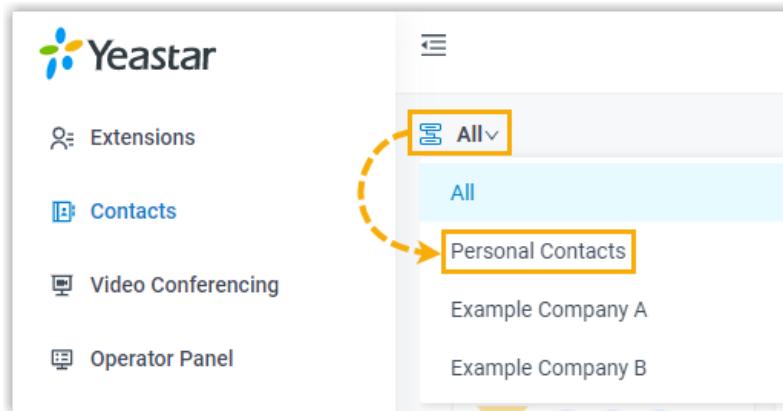 Yeastar
Extensions
Contacts
Video Conferencing
Operator Panel
All
All
Personal Contacts
Example Company A
Example Company B